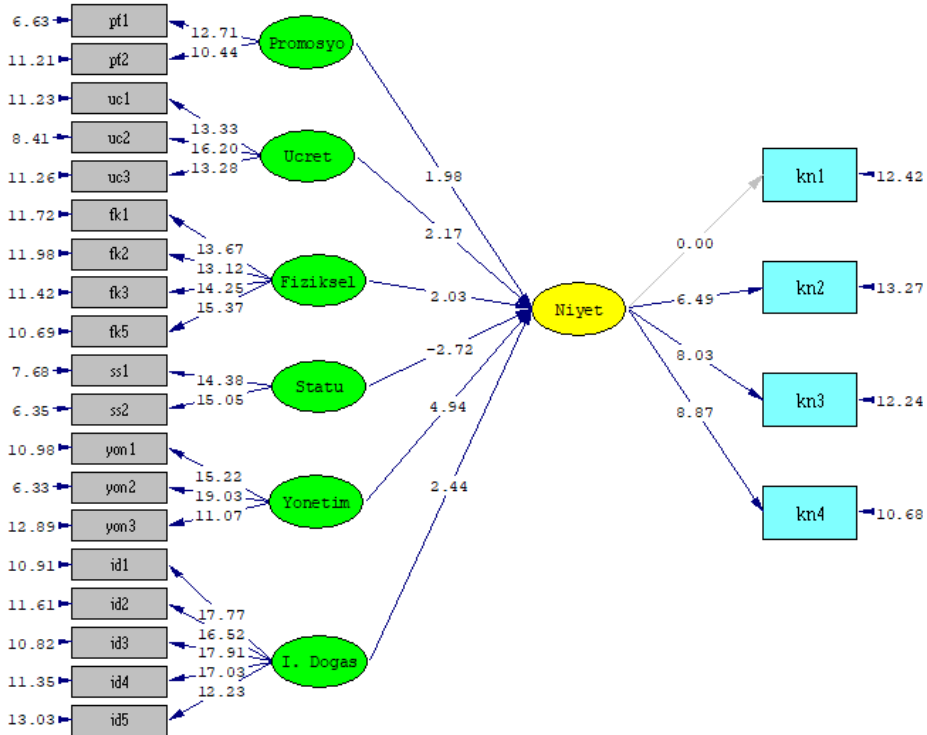 6.63 pf1 12.71 Promosyo
11.21 pf2 10.44
11.23 uc1 13.33
8.41 uc2 16.20 Ucret
11.26 uc3 13.28
11.72 fk1 13.67
11.98 fk2 13.12
11.42 fk3 14.25 Fiziksel
10.69 fk5 15.37
7.68 ss1 14.38
6.35 ss2 15.05 Statu
10.98 yon1 15.22
6.33 yon2 19.03 Yonetim
12.89 yon3 11.07
10.91 id1 17.77
11.61 id2 16.52
10.82 id3 17.91 I. Dogas
11.35 id4 17.03
13.03 id5 12.23
1.98
2.17
2.03
-2.72
4.94
2.44
Niyet
0.00 kn1 12.42
6.49 kn2 13.27
8.03 kn3 12.24
8.87 kn4 10.68